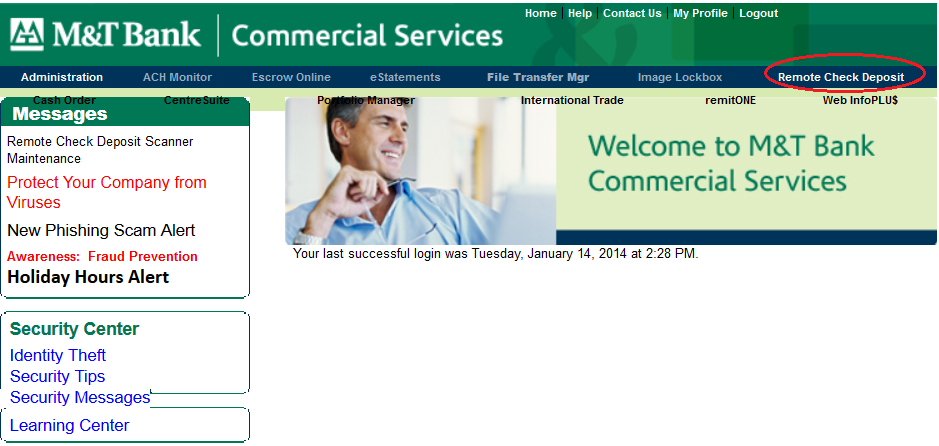 Home | Help | Contact Us | My Profile | Logout
M&T Bank Commercial Services
Administration ACH Monitor Escrow Online eStatements File Transfer Mgr Image Lockbox Remote Check Deposit
Cash Order CentreSuite Portfolio Manager International Trade remitONE Web InfoPLU$
Messages
Remote Check Deposit Scanner
Maintenance
Protect Your Company from
Viruses
New Phishing Scam Alert
Awareness: Fraud Prevention
Holiday Hours Alert
Welcome to M&T Bank
Commercial Services
Your last successful login was Tuesday, January 14, 2014 at 2:28 PM.
Security Center
Identity Theft
Security Tips
Security Messages
Learning Center